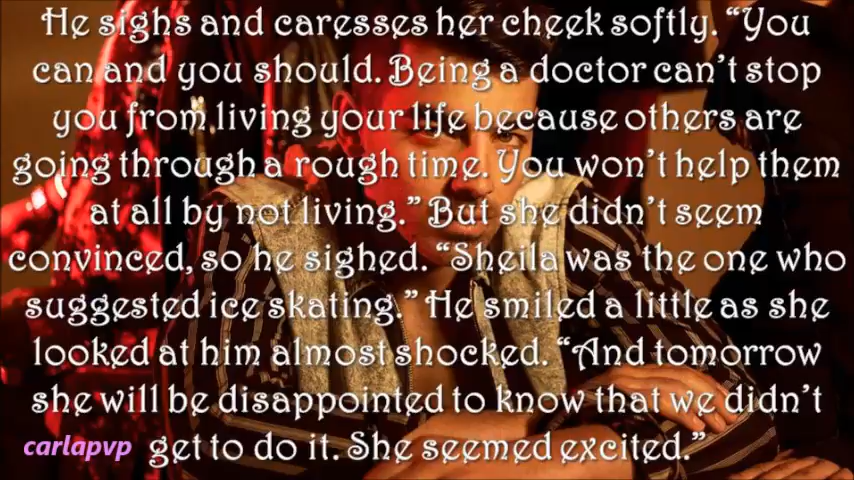 He sighs and caresses her cheek softly. “You
can and you should. Being a doctor can’t stop
you from living your life because others are
going through a rough time. You won’t help them
at all by not living.” But she didn’t seem
convinced, so he sighed. “Sheila was the one who
suggested ice skating.” He smiled a little as she
looked at him almost shocked. “And tomorrow
she will be disappointed to know that we didn’t
get to do it. She seemed excited.”
carlapvp